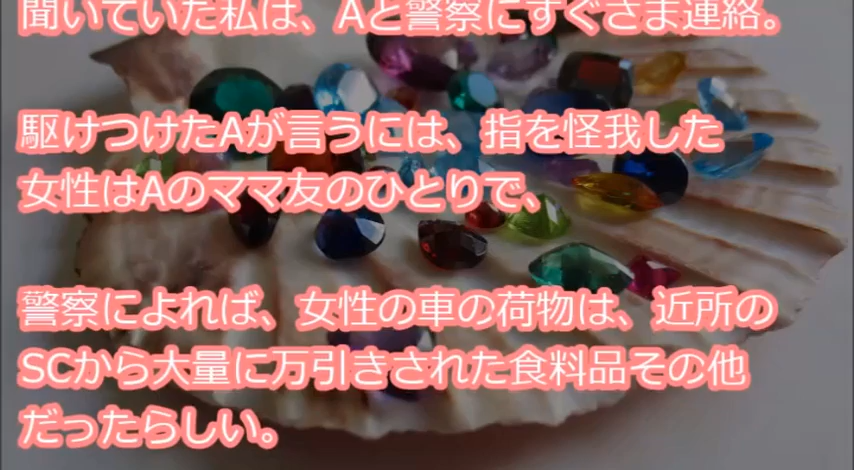 聞いていた私は、Aと警察にすぐさま連絡。
駆けつけたAが言うには、指を怪我した
女性はAのママ友のひとりで、
警察によれば、女性の車の荷物は、近所の
SCから大量に万引きされた食料品その他
だったらしい。